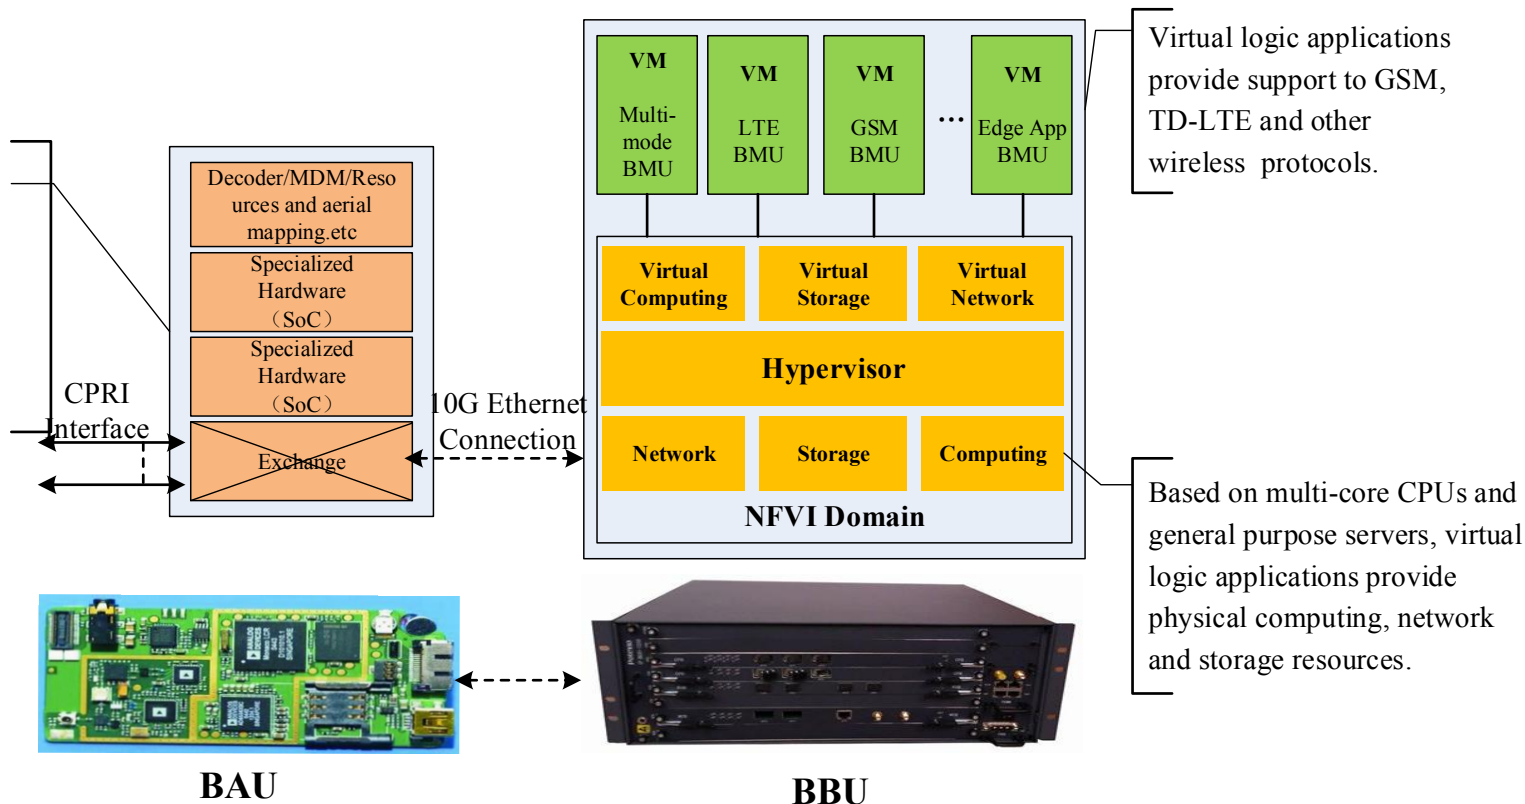 VM
Multi-
mode
BMU
VM
LTE
BMU
VM
GSM
BMU
...
VM
Edge App
BMU
Virtual logic applications
provide support to GSM,
TD-LTE and other
wireless protocols.
Decoder/MDM/Reso
urces and aerial
mapping.etc
Specialized
Hardware
（SoC）
Specialized
Hardware
（SoC）
Exchange
CPRI
Interface
10G Ethernet
Connection
Virtual
Computing
Virtual
Storage
Virtual
Network
Hypervisor
Network
Storage
Computing
NFVI Domain
Based on multi-core CPUs and
general purpose servers, virtual
logic applications provide
physical computing, network
and storage resources.
ANALOG
DEVICES
SINGAPORE
BAU
BBU